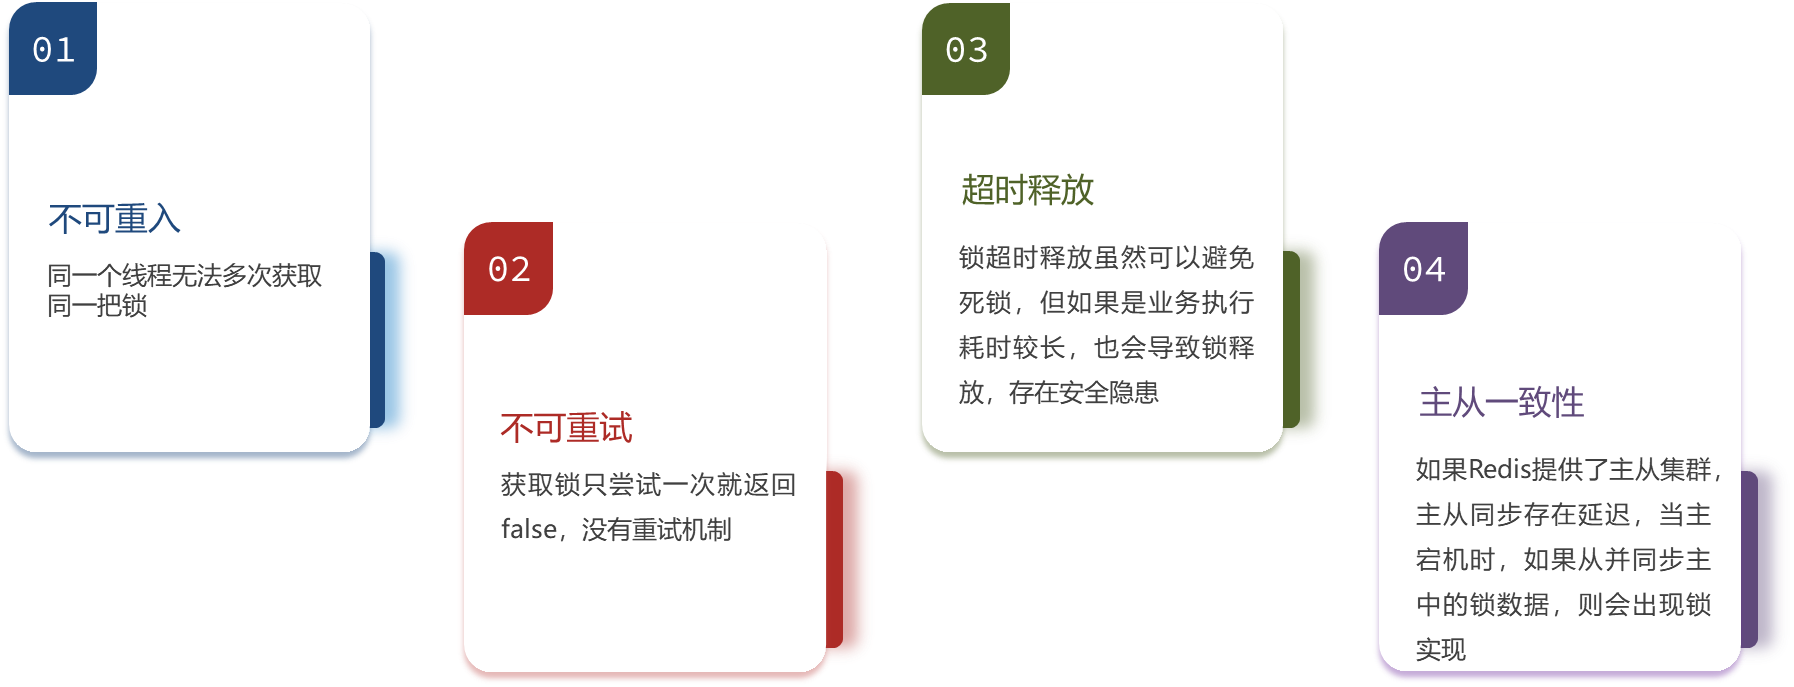 01
不可重入
同一个线程无法多次获取
同一把锁
02
不可重试
获取锁只尝试一次就返回
false，没有重试机制
03
超时释放
锁超时释放虽然可以避免
死锁，但如果是业务执行
耗时较长，也会导致锁释
放，存在安全隐患
04
主从一致性
如果Redis提供了主从集群，
主从同步存在延迟，当主
宕机时，如果从并同步主
中的锁数据，则会出现锁
实现